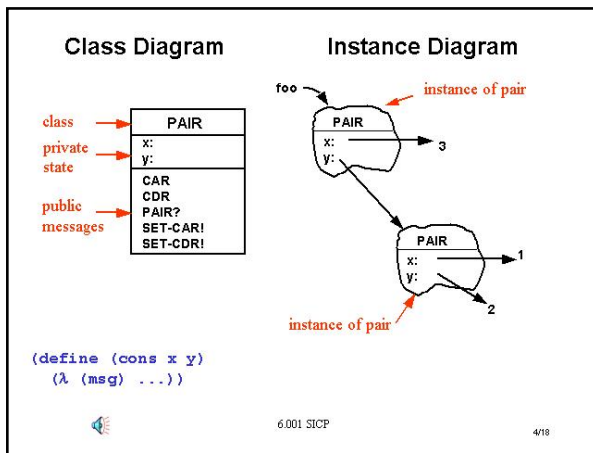 Class Diagram
Instance Diagram
foo
instance of pair
class
PAIR
private
state
x:
y:
public
messages
CAR
CDR
PAIR?
SET-CAR!
SET-CDR!
PAIR
x:
y:
3
PAIR
x:
y:
1
2
instance of pair
(define (cons x y)
(λ (msg) ...))
6.001 SICP
4/18